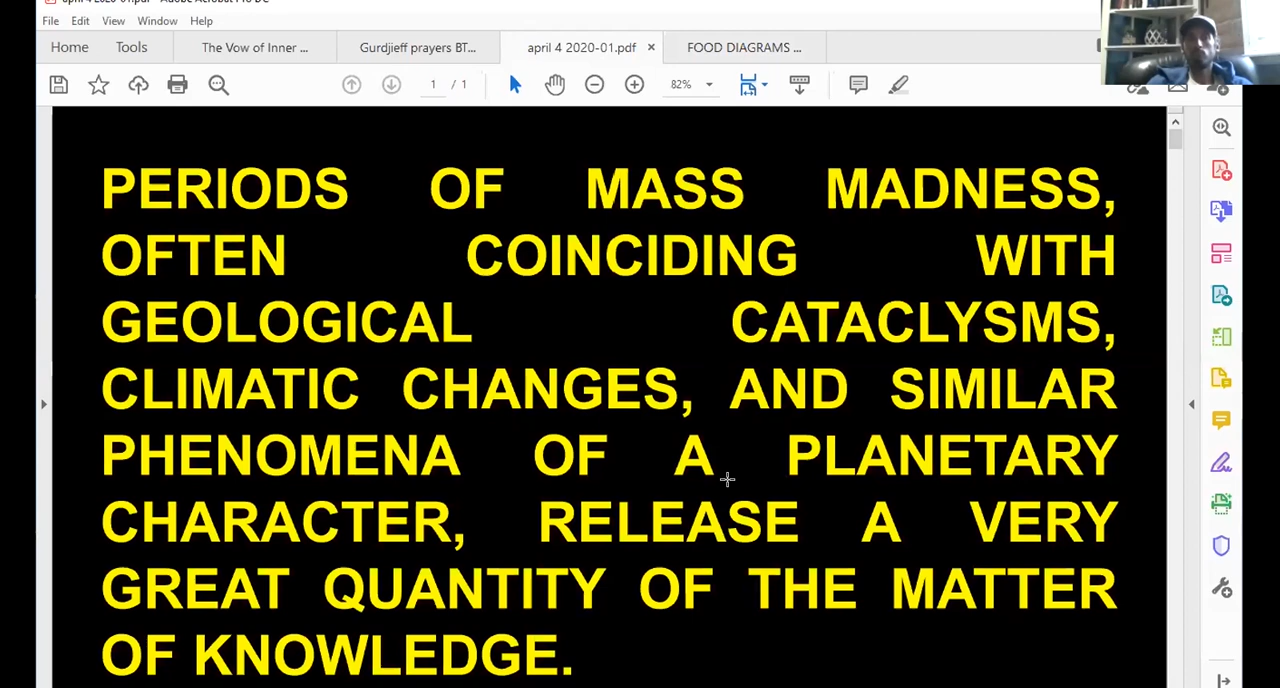 File Edit View Window Help
Home Tools The Vow of Inner ... Gurdjieff prayers BT... april 4 2020-01.pdf × FOOD DIAGRAMS ...
1 / 1 82%
PERIODS OF MASS MADNESS,
OFTEN COINCIDING WITH
GEOLOGICAL CATACLYSMS,
CLIMATIC CHANGES, AND SIMILAR
PHENOMENA OF A PLANETARY
CHARACTER, RELEASE A VERY
GREAT QUANTITY OF THE MATTER
OF KNOWLEDGE.